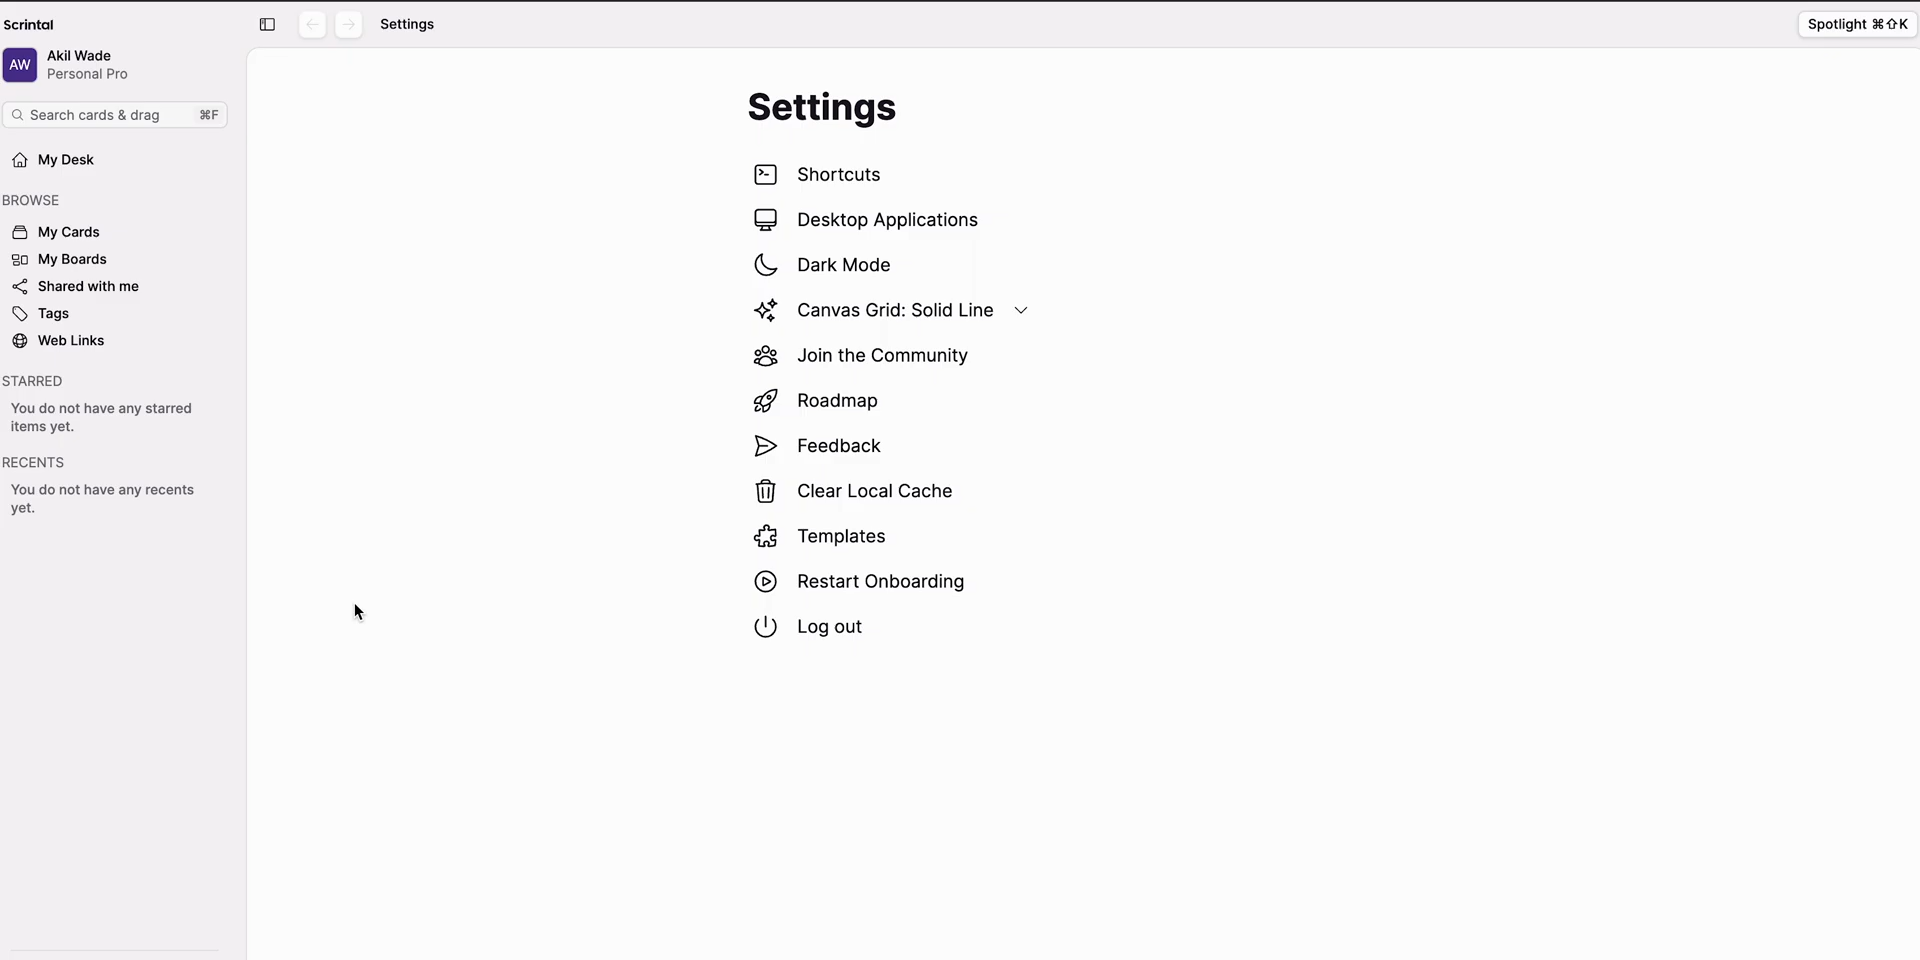 Scrintal
AW
Akil Wade
Personal Pro
Search cards & drag ⌘F
My Desk
BROWSE
My Cards
My Boards
Shared with me
Tags
Web Links
STARRED
You do not have any starred
items yet.
RECENTS
You do not have any recents
yet.
Settings
Spotlight ⌘⇧K
Settings
Shortcuts
Desktop Applications
Dark Mode
Canvas Grid: Solid Line
Join the Community
Roadmap
Feedback
Clear Local Cache
Templates
Restart Onboarding
Log out